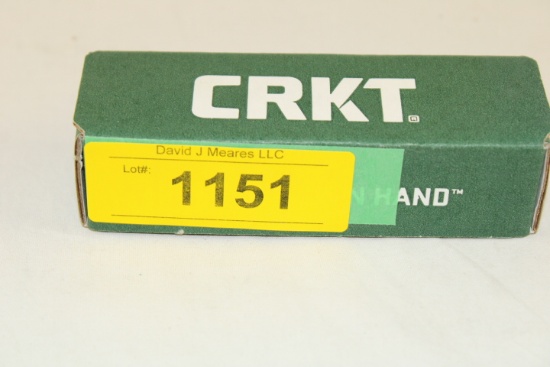 CRKT®
David J Meares LLC
Lot#:
1151
N HAND™